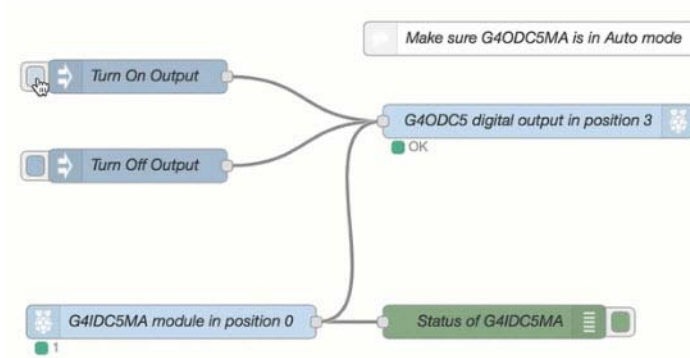 Make sure G4ODC5MA is in Auto mode
Turn On Output
G4ODC5 digital output in position 3
OK
Turn Off Output
G4IDC5MA module in position 0
Status of G4IDC5MA
1